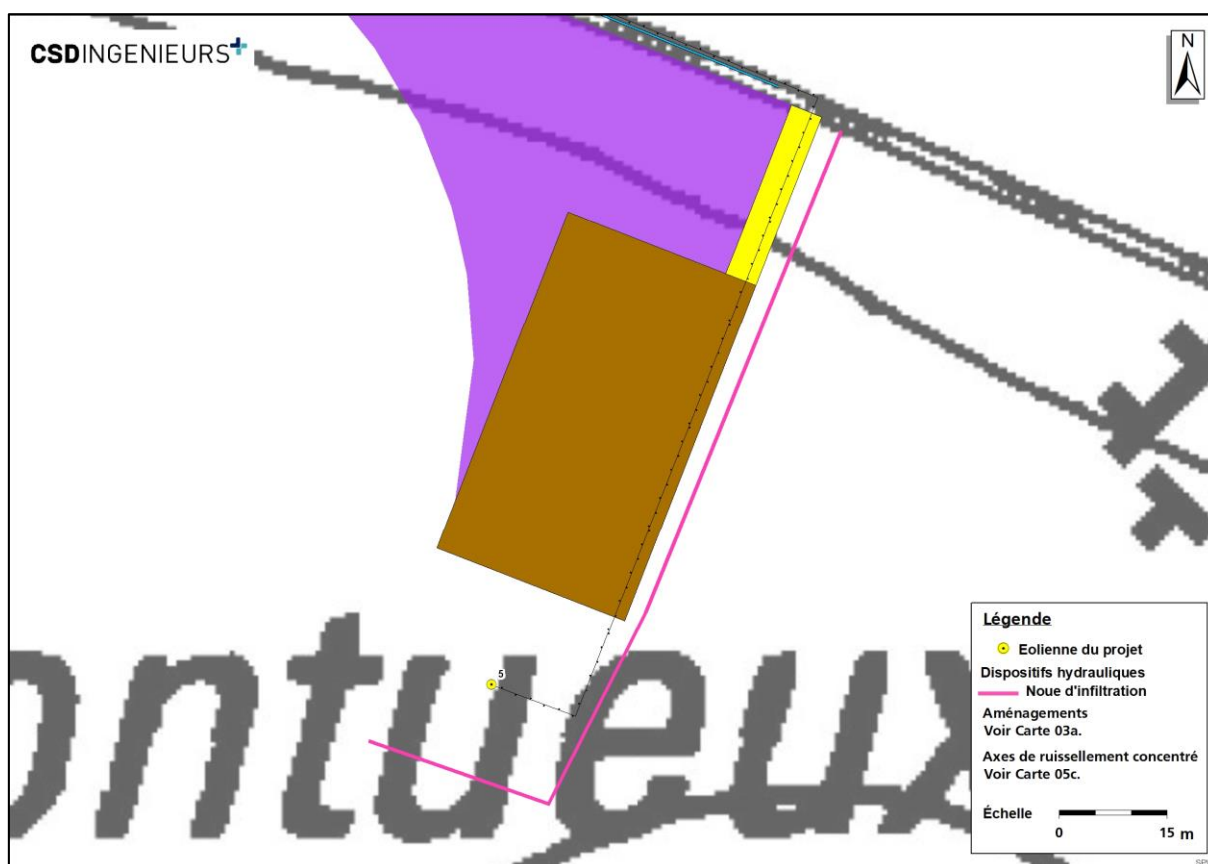 CSDINGENIEURS+
N
5
ontueux
Légende
Eolienne du projet
Dispositifs hydrauliques
Noue d'infiltration
Aménagements
Voir Carte 03a.
Axes de ruissellement concentré
Voir Carte 05c.
Échelle
0 15 m